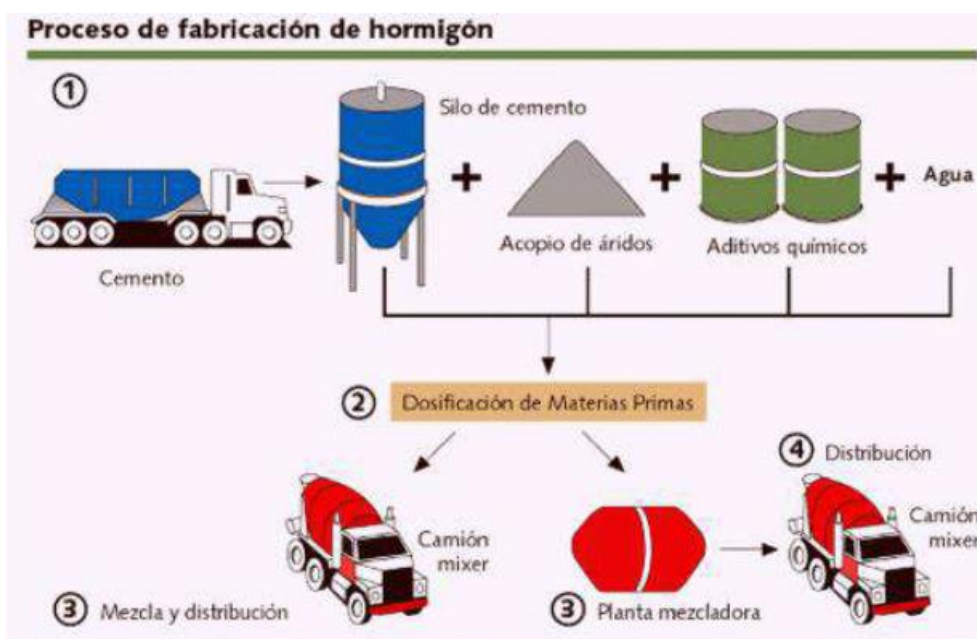 Proceso de fabricación de hormigón
1
Silo de cemento
Cemento
+
Acopio de áridos
+
Aditivos químicos
+
Agua
2 Dosificación de Materias Primas
Camión
mixer
3 Mezcla y distribución
3 Planta mezcladora
4 Distribución
Camión
mixer